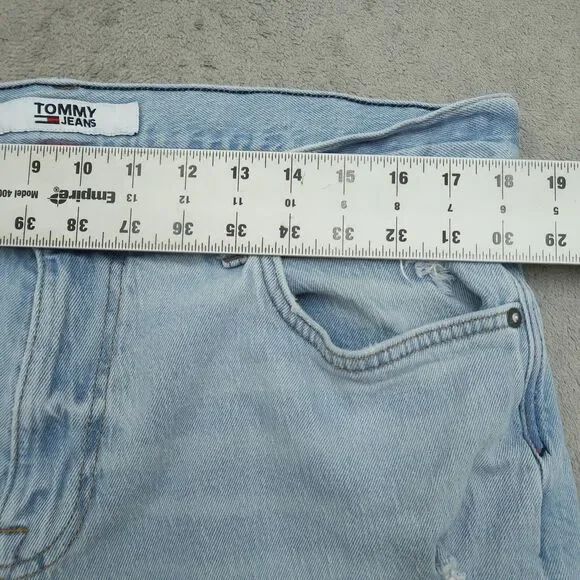 TOMMY
JEANS
9 10 11 12 13 14 15 16 17 18 19
Model 400 Empire 13 12 11 10 9 8 7 6 5
39 38 37 36 35 34 33 32 31 30 29